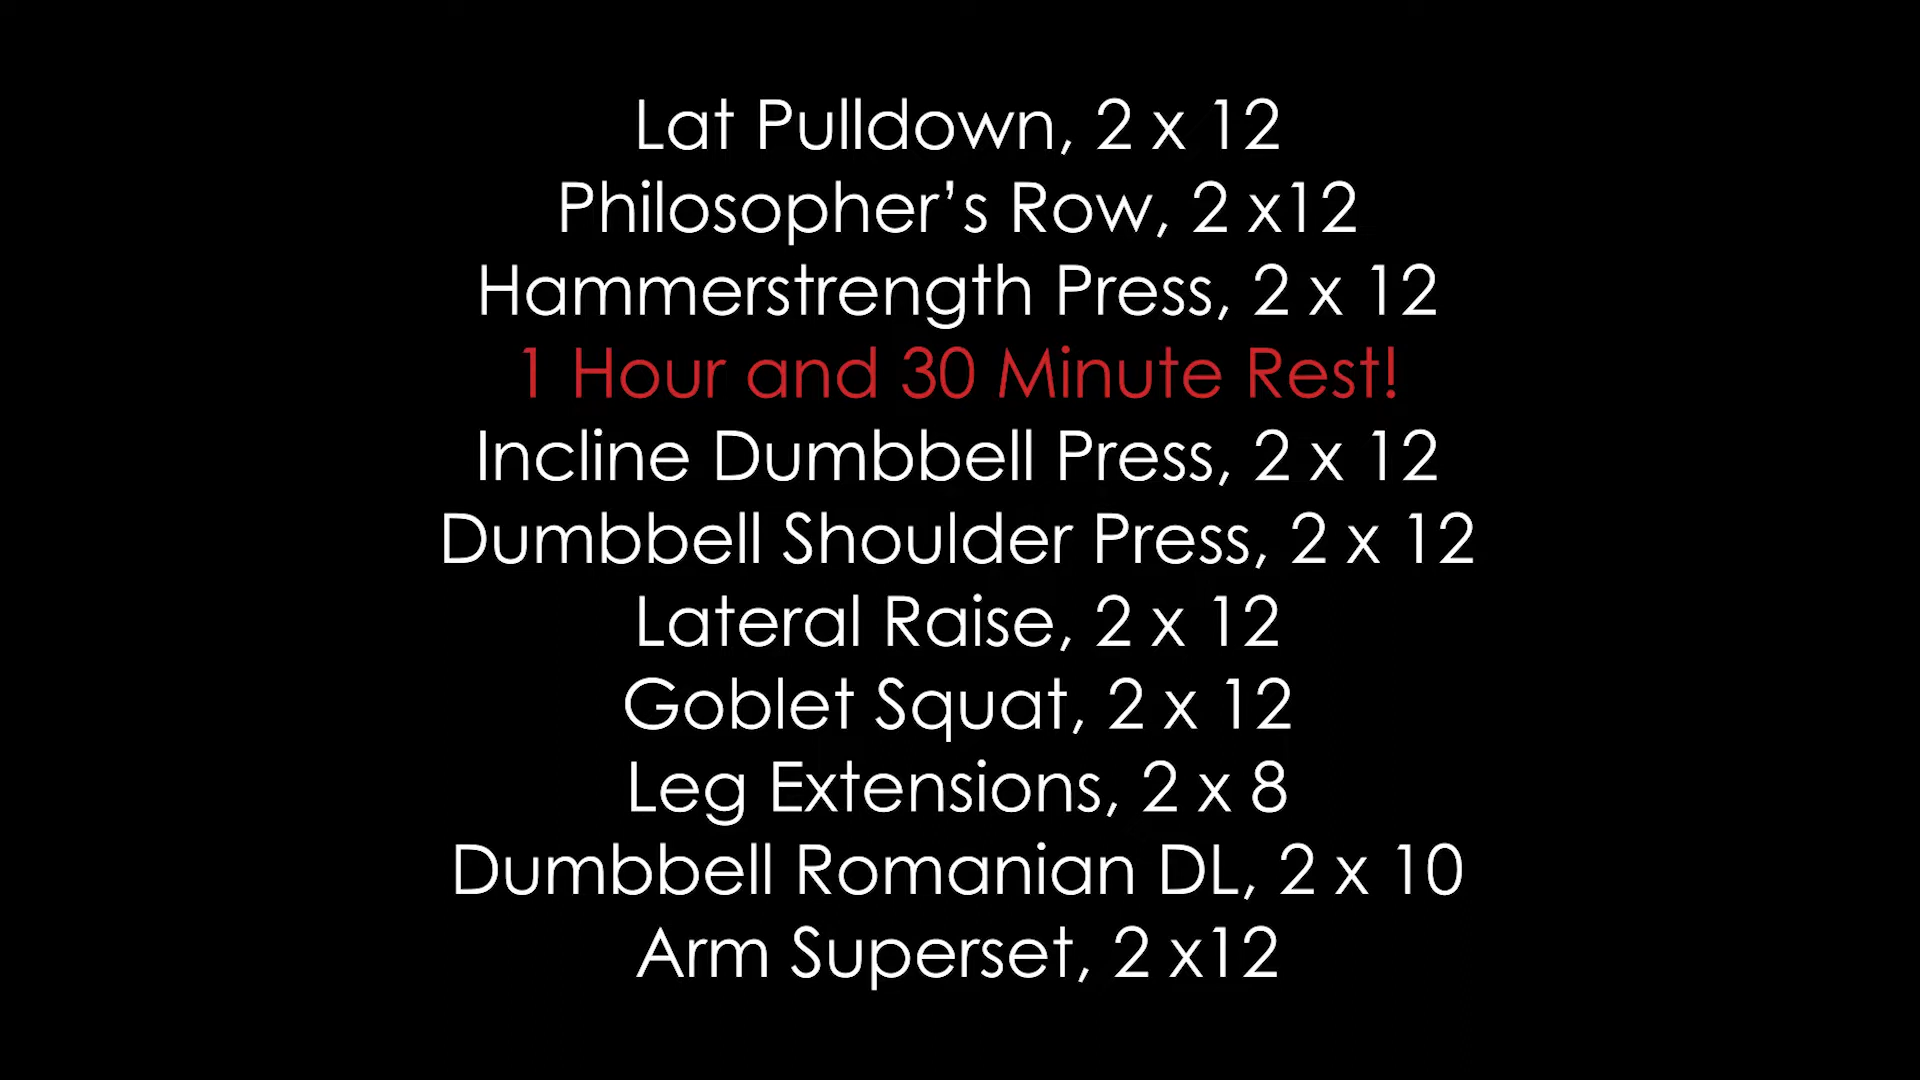 Lat Pulldown, 2 x 12
Philosopher’s Row, 2 x12
Hammerstrength Press, 2 x 12
1 Hour and 30 Minute Rest!
Incline Dumbbell Press, 2 x 12
Dumbbell Shoulder Press, 2 x 12
Lateral Raise, 2 x 12
Goblet Squat, 2 x 12
Leg Extensions, 2 x 8
Dumbbell Romanian DL, 2 x 10
Arm Superset, 2 x12